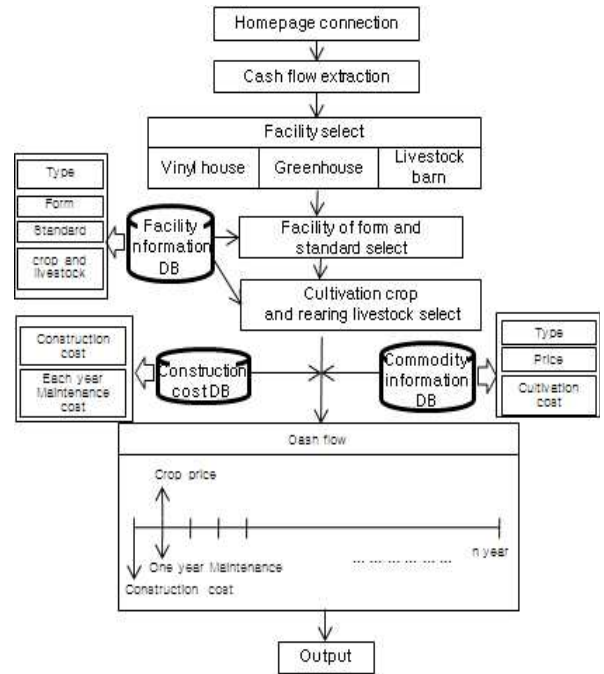 Homepage connection
Cash flow extraction
Facility select
Vinyl house
Greenhouse
Livestock
barn
Type
Form
Standard
crop and
livestock
Facility
nformation
DB
Facility of form and
standard select
Cultivation crop
and rearing livestock select
Construction
cost
Each year
Maintenance
cost
Construction
cost DB
Commodity
information
DB
Type
Price
Cultivation
cost
Cash flow
Crop price
One year Maintenance
Construction cost
... ... ... ... ... ...
n year
Output